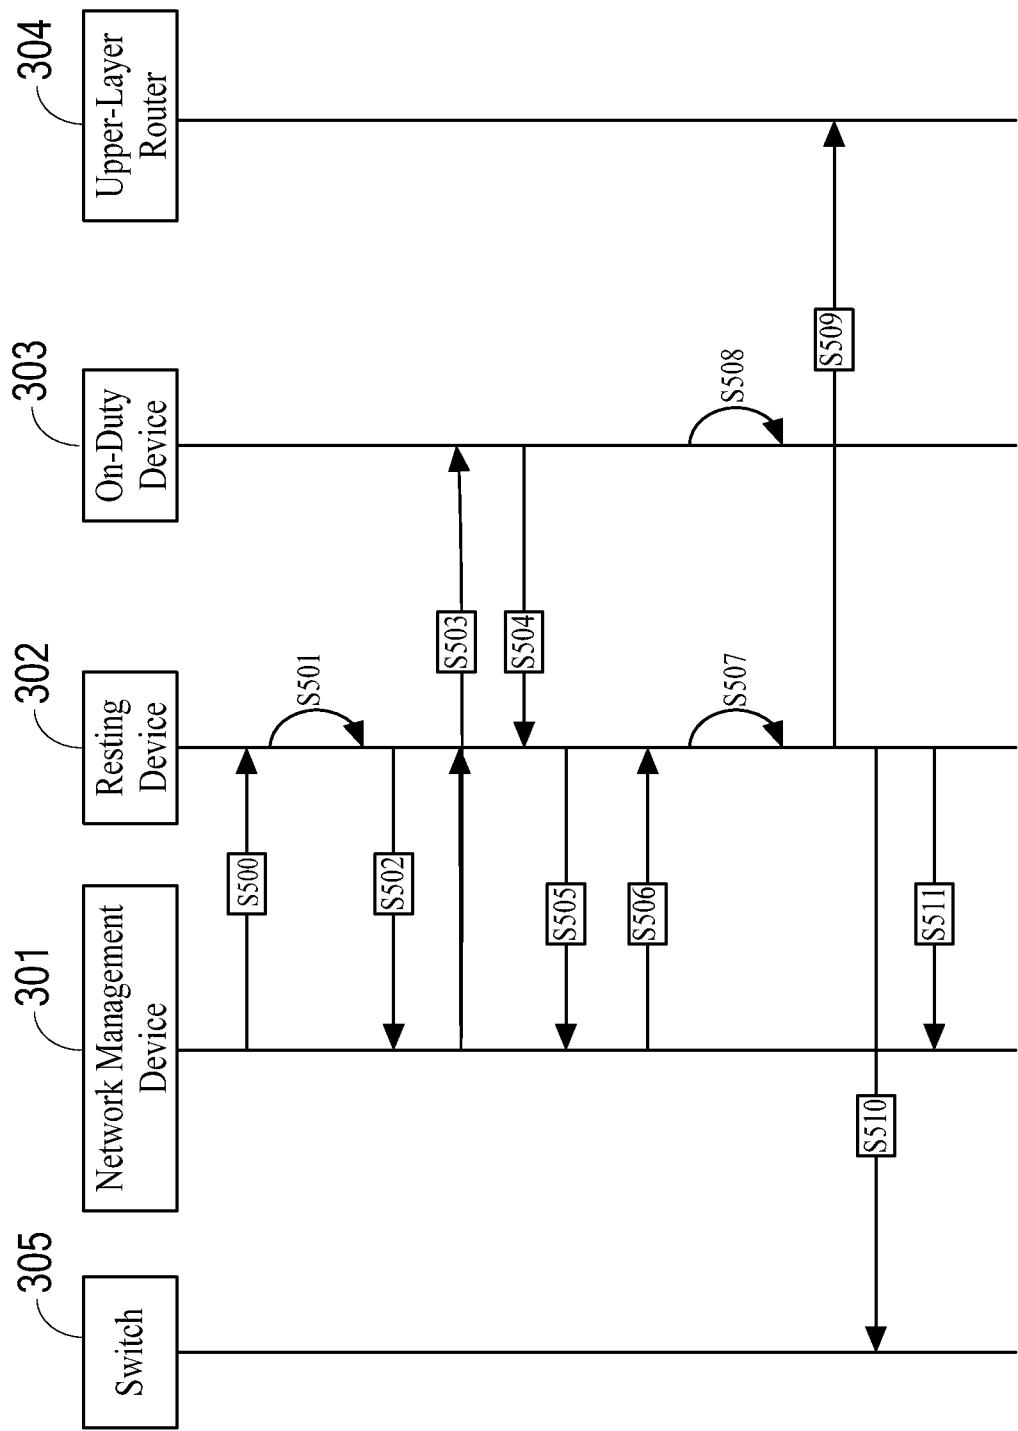 305
301
302
303
304
Switch
Network Management
Device
Resting
Device
On-Duty
Device
Upper-Layer
Router
S500
S501
S502
S503
S504
S505
S506
S507
S508
S509
S510
S511